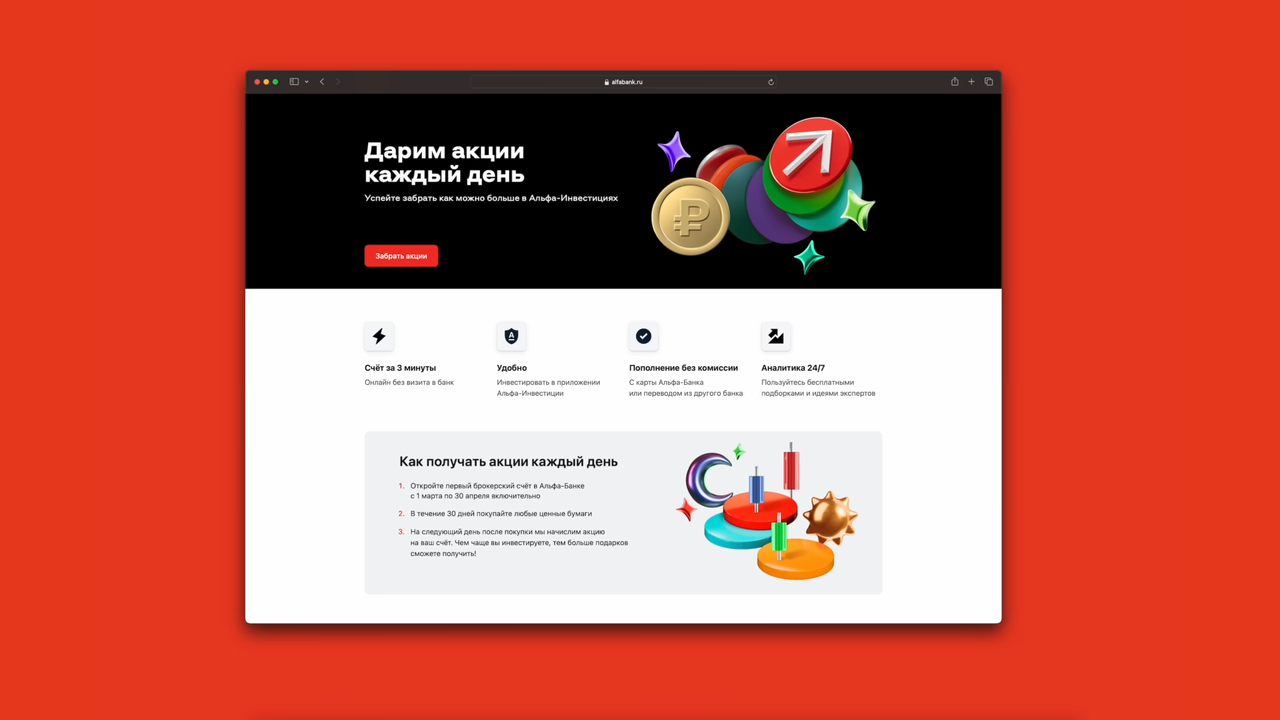 alfabank.ru
Дарим акции
каждый день
Успейте забрать как можно больше в Альфа-Инвестициях
Забрать акции
Счёт за 3 минуты
Онлайн без визита в банк
Удобно
Инвестировать в приложении
Альфа-Инвестиции
Пополнение без комиссии
С карты Альфа-Банка
или переводом из другого банка
Аналитика 24/7
Пользуйтесь бесплатными
подборками и идеями экспертов
Как получать акции каждый день
1. Откройте первый брокерский счёт в Альфа-Банке
с 1 марта по 30 апреля включительно
2. В течение 30 дней покупайте любые ценные бумаги
3. На следующий день после покупки мы начислим акцию
на ваш счёт. Чем чаще вы инвестируете, тем больше подарков
сможете получить!